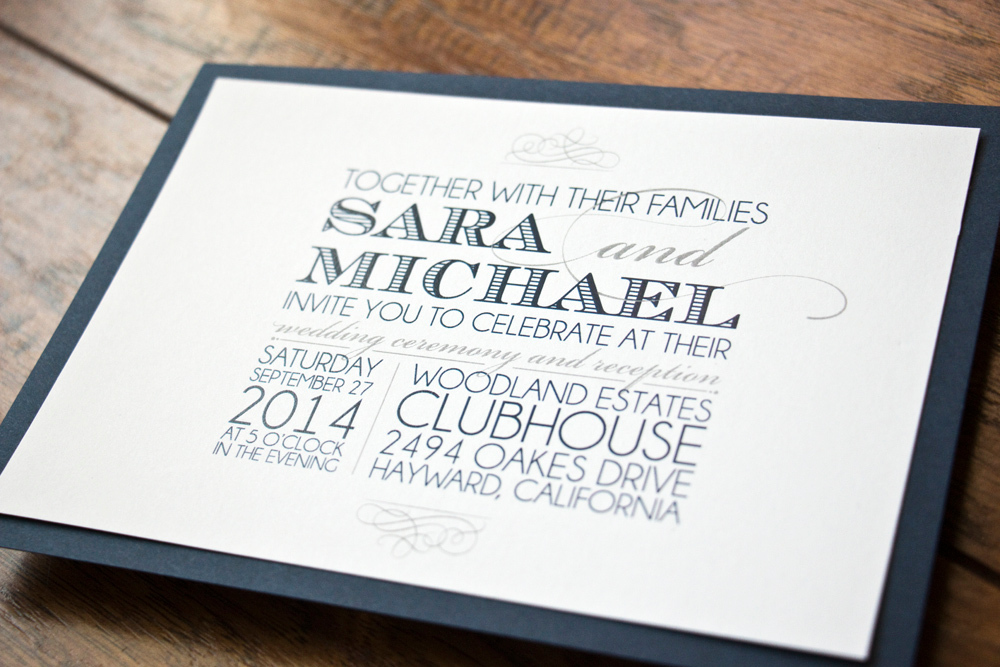 TOGETHER WITH THEIR FAMILIES
SARA and
MICHAEL
INVITE YOU TO CELEBRATE AT THEIR
wedding ceremony and reception
SATURDAY
SEPTEMBER 27
2014
AT 5 O'CLOCK
IN THE EVENING
WOODLAND ESTATES
CLUBHOUSE
2494 OAKES DRIVE
HAYWARD, CALIFORNIA